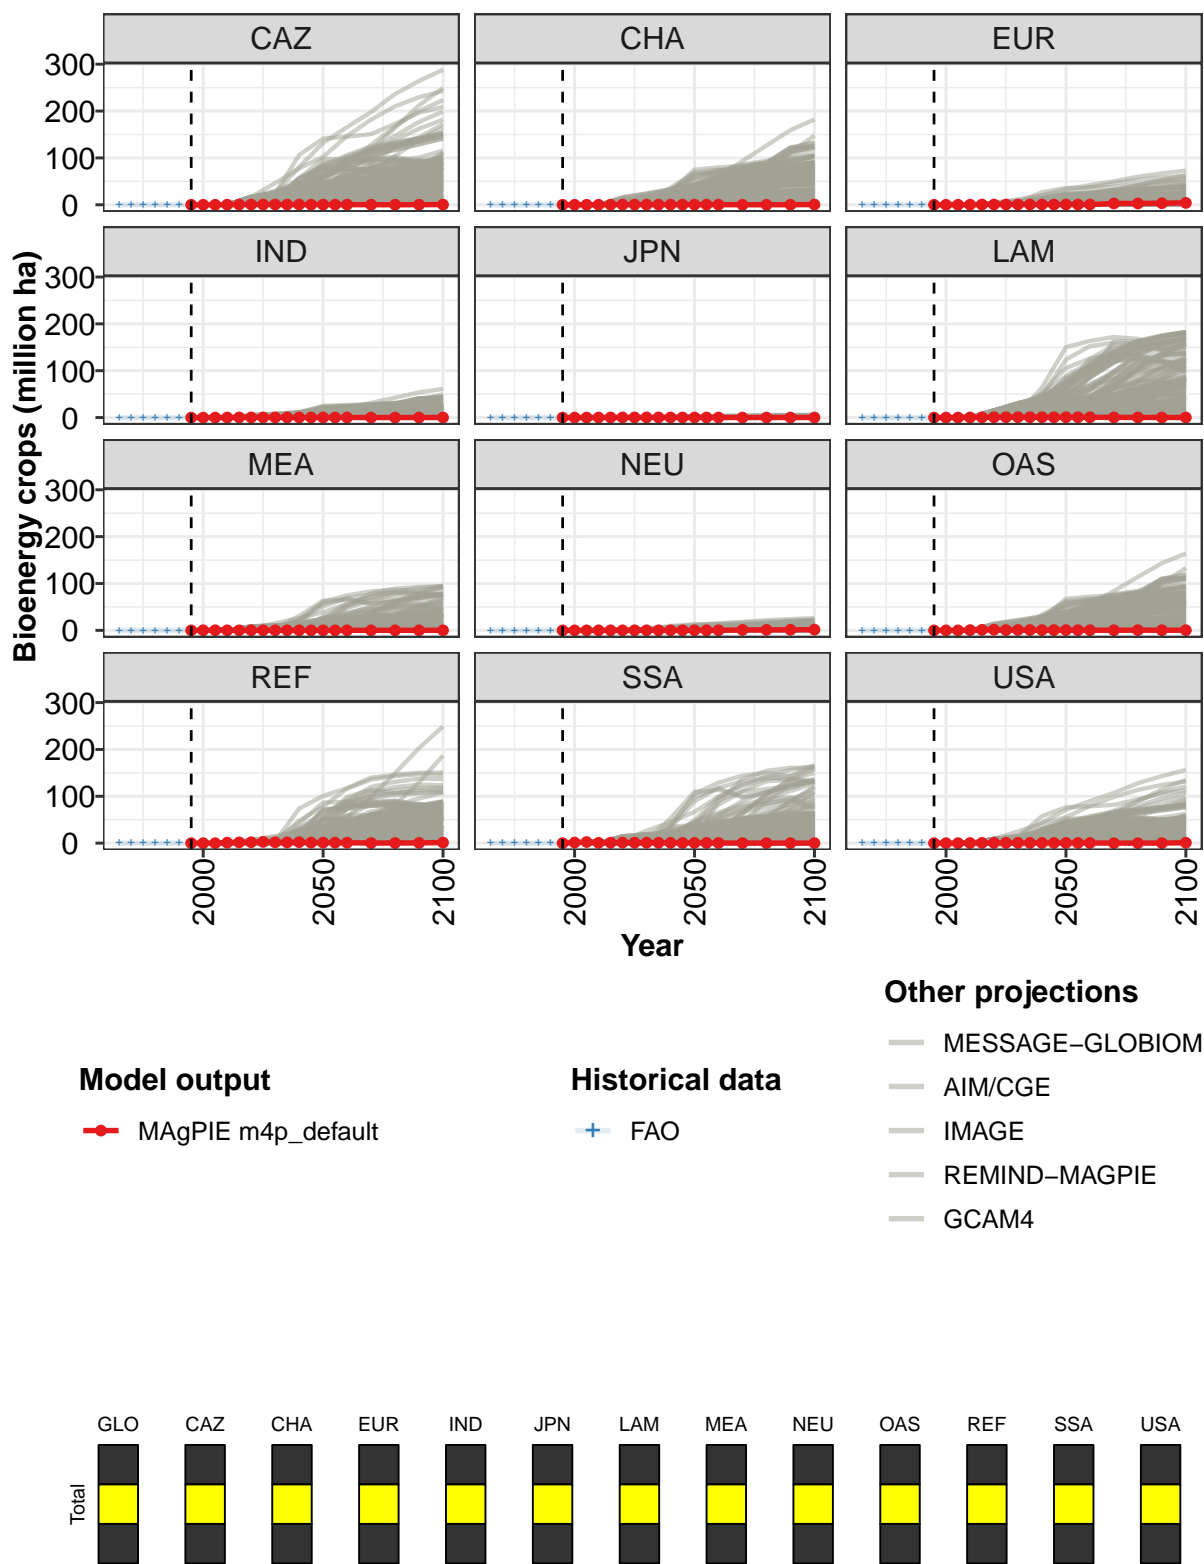 CAZ CHA EUR
300
200
100
0
IND JPN LAM
300
200
100
0
MEA NEU OAS
300
200
100
0
REF SSA USA
300
200
100
0
2000 2050 2100 2000 2050 2100 2000 2050 2100
Bioenergy crops (million ha)
Year
Model output
MAgPIE m4p_default
Historical data
FAO
Other projections
MESSAGE−GLOBIOM
AIM/CGE
IMAGE
REMIND−MAGPIE
GCAM4
GLO CAZ CHA EUR IND JPN LAM MEA NEU OAS REF SSA USA
Total